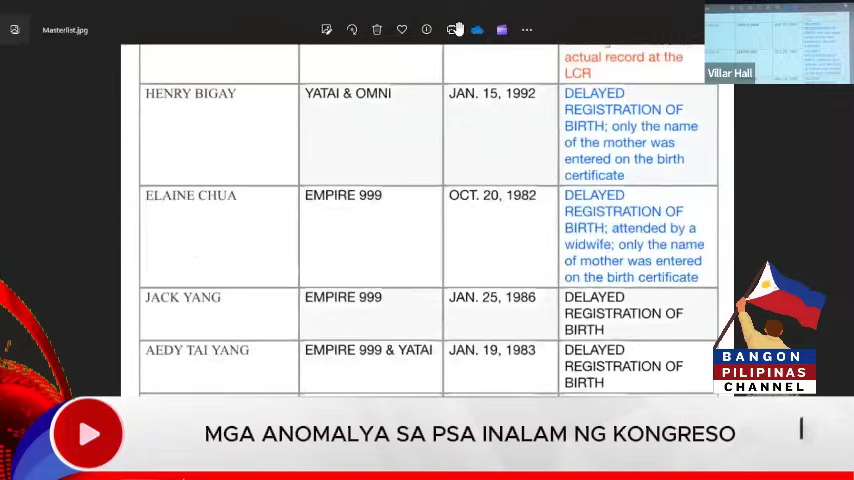 Masterlist.jpg
Villar Hall
actual record at the
LCR
HENRY BIGAY
YATAI & OMNI
JAN. 15, 1992
DELAYED
REGISTRATION OF
BIRTH; only the name
of the mother was
entered on the birth
certificate
ELAINE CHUA
EMPIRE 999
OCT. 20, 1982
DELAYED
REGISTRATION OF
BIRTH; attended by a
widwife; only the name
of mother was entered
on the birth certificate
JACK YANG
EMPIRE 999
JAN. 25, 1986
DELAYED
REGISTRATION OF
BIRTH
AEDY TAI YANG
EMPIRE 999 & YATAI
JAN. 19, 1983
DELAYED
REGISTRATION OF
BIRTH
BANGON
PILIPINAS
CHANNEL
MGA ANOMALYA SA PSA INALAM NG KONGRESO